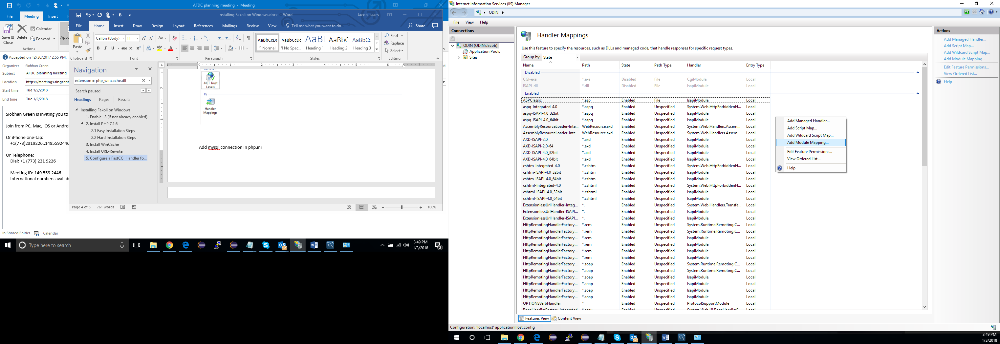 AFDC planning meeting - Meeting
File
Meeting
Insert
F
Save &
Close
Delete
Calendar
Forward
Appo
Actions
Accepted on 12/30/2017 2:55 PM.
Organizer
Siobhan Green
Subject
AFDC planning meeting
Location
https://meetings.ringcent
Start time
Tue 1/2/2018
End time
Tue 1/2/2018
Siobhan Green is inviting you to
Join from PC, Mac, iOS or Andro
Or iPhone one-tap:
+1(773)2319226,,1495592446
Or Telephone:
Dial: +1 (773) 231 9226
Meeting ID: 149 559 2446
International numbers availab
In Shared Folder
Calendar
Installing Fakoli on Windows.docx - Word
Jacob Isaacs
File
Home
Insert
Draw
Design
Layout
References
Mailings
Review
View
Tell me what you want to do
Share
Paste
Clipboard
Calibri (Body)
11
Font
Paragraph
AaBbCcDc
¶ Normal
AaBbCcDc
¶ No Spac...
AaBl
Heading 1
AaBbC
Heading 2
AaBbCc
Heading 3
Styles
Find
Replace
Select
Editing
Navigation
extension = php_wincache.dll
Search paused
Headings
Pages
Results
Installing Fakoli on Windows
1. Enable IIS (if not already enabled)
2. Install PHP 7.1.6
2.1 Easy Installation Steps
2.2 Hard Installation Steps
3. Install WinCache
4. Install URL-Rewrite
5. Configure a FastCGI Handler fo...
.NET Trust
Levels
IIS
Handler
Mappings
Add mysql connection in php.ini
Page 4 of 5
761 words
100%
Type here to search
3:49 PM
1/3/2018
Internet Information Services (IIS) Manager
ODIN
File
View
Help
Connections
ODIN (ODIN\Jacob)
Application Pools
Sites
Handler Mappings
Use this feature to specify the resources, such as DLLs and managed code, that handle responses for specific request types.
Group by: State
Name Path State Path Type Handler Entry Type
Disabled
CGI-exe *.exe Disabled File CgiModule Local
ISAPI-dll *.dll Disabled File IsapiModule Local
Enabled
ASPClassic *.asp Enabled File IsapiModule Local
aspq-Integrated-4.0 *.aspq Enabled Unspecified System.Web.HttpForbiddenH... Local
aspq-ISAPI-4.0_32bit *.aspq Enabled Unspecified IsapiModule Local
aspq-ISAPI-4.0_64bit *.aspq Enabled Unspecified IsapiModule Local
AssemblyResourceLoader-Inte... WebResource.axd Enabled Unspecified System.Web.Handlers.Assem... Local
AssemblyResourceLoader-Inte... WebResource.axd Enabled Unspecified System.Web.Handlers.Assem... Local
AXD-ISAPI-2.0 *.axd Enabled Unspecified IsapiModule Local
AXD-ISAPI-2.0-64 *.axd Enabled Unspecified IsapiModule Local
AXD-ISAPI-4.0_32bit *.axd Enabled Unspecified IsapiModule Local
AXD-ISAPI-4.0_64bit *.axd Enabled Unspecified IsapiModule Local
cshtm-Integrated-4.0 *.cshtm Enabled Unspecified System.Web.HttpForbiddenH... Local
cshtm-ISAPI-4.0_32bit *.cshtm Enabled Unspecified IsapiModule Local
cshtm-ISAPI-4.0_64bit *.cshtm Enabled Unspecified IsapiModule Local
cshtml-Integrated-4.0 *.cshtml Enabled Unspecified System.Web.HttpForbiddenH... Local
cshtml-ISAPI-4.0_32bit *.cshtml Enabled Unspecified IsapiModule Local
cshtml-ISAPI-4.0_64bit *.cshtml Enabled Unspecified IsapiModule Local
ExtensionlessUrlHandler-Integ... *. Enabled Unspecified System.Web.Handlers.Transfe... Local
ExtensionlessUrlHandler-ISAPI... *. Enabled Unspecified IsapiModule Local
ExtensionlessUrlHandler-ISAPI... *. Enabled Unspecified IsapiModule Local
HttpRemotingHandlerFactory... *.rem Enabled Unspecified System.Runtime.Remoting.C... Local
HttpRemotingHandlerFactory... *.rem Enabled Unspecified System.Runtime.Remoting.C... Local
HttpRemotingHandlerFactory... *.rem Enabled Unspecified IsapiModule Local
HttpRemotingHandlerFactory... *.rem Enabled Unspecified IsapiModule Local
HttpRemotingHandlerFactory... *.rem Enabled Unspecified IsapiModule Local
HttpRemotingHandlerFactory... *.rem Enabled Unspecified IsapiModule Local
HttpRemotingHandlerFactory... *.soap Enabled Unspecified System.Runtime.Remoting.C... Local
HttpRemotingHandlerFactory... *.soap Enabled Unspecified System.Runtime.Remoting.C... Local
HttpRemotingHandlerFactory... *.soap Enabled Unspecified IsapiModule Local
HttpRemotingHandlerFactory... *.soap Enabled Unspecified IsapiModule Local
HttpRemotingHandlerFactory... *.soap Enabled Unspecified IsapiModule Local
HttpRemotingHandlerFactory... *.soap Enabled Unspecified IsapiModule Local
OPTIONSVerbHandler * Enabled Unspecified ProtocolSupportModule Local
Add Managed Handler...
Add Script Map...
Add Wildcard Script Map...
Add Module Mapping...
Edit Feature Permissions...
View Ordered List...
Help
Features View
Content View
Actions
Add Managed Handler...
Add Script Map...
Add Wildcard Script Map...
Add Module Mapping...
Edit Feature Permissions...
View Ordered List...
Help
Configuration: 'localhost' applicationHost.config
3:49 PM
1/3/2018